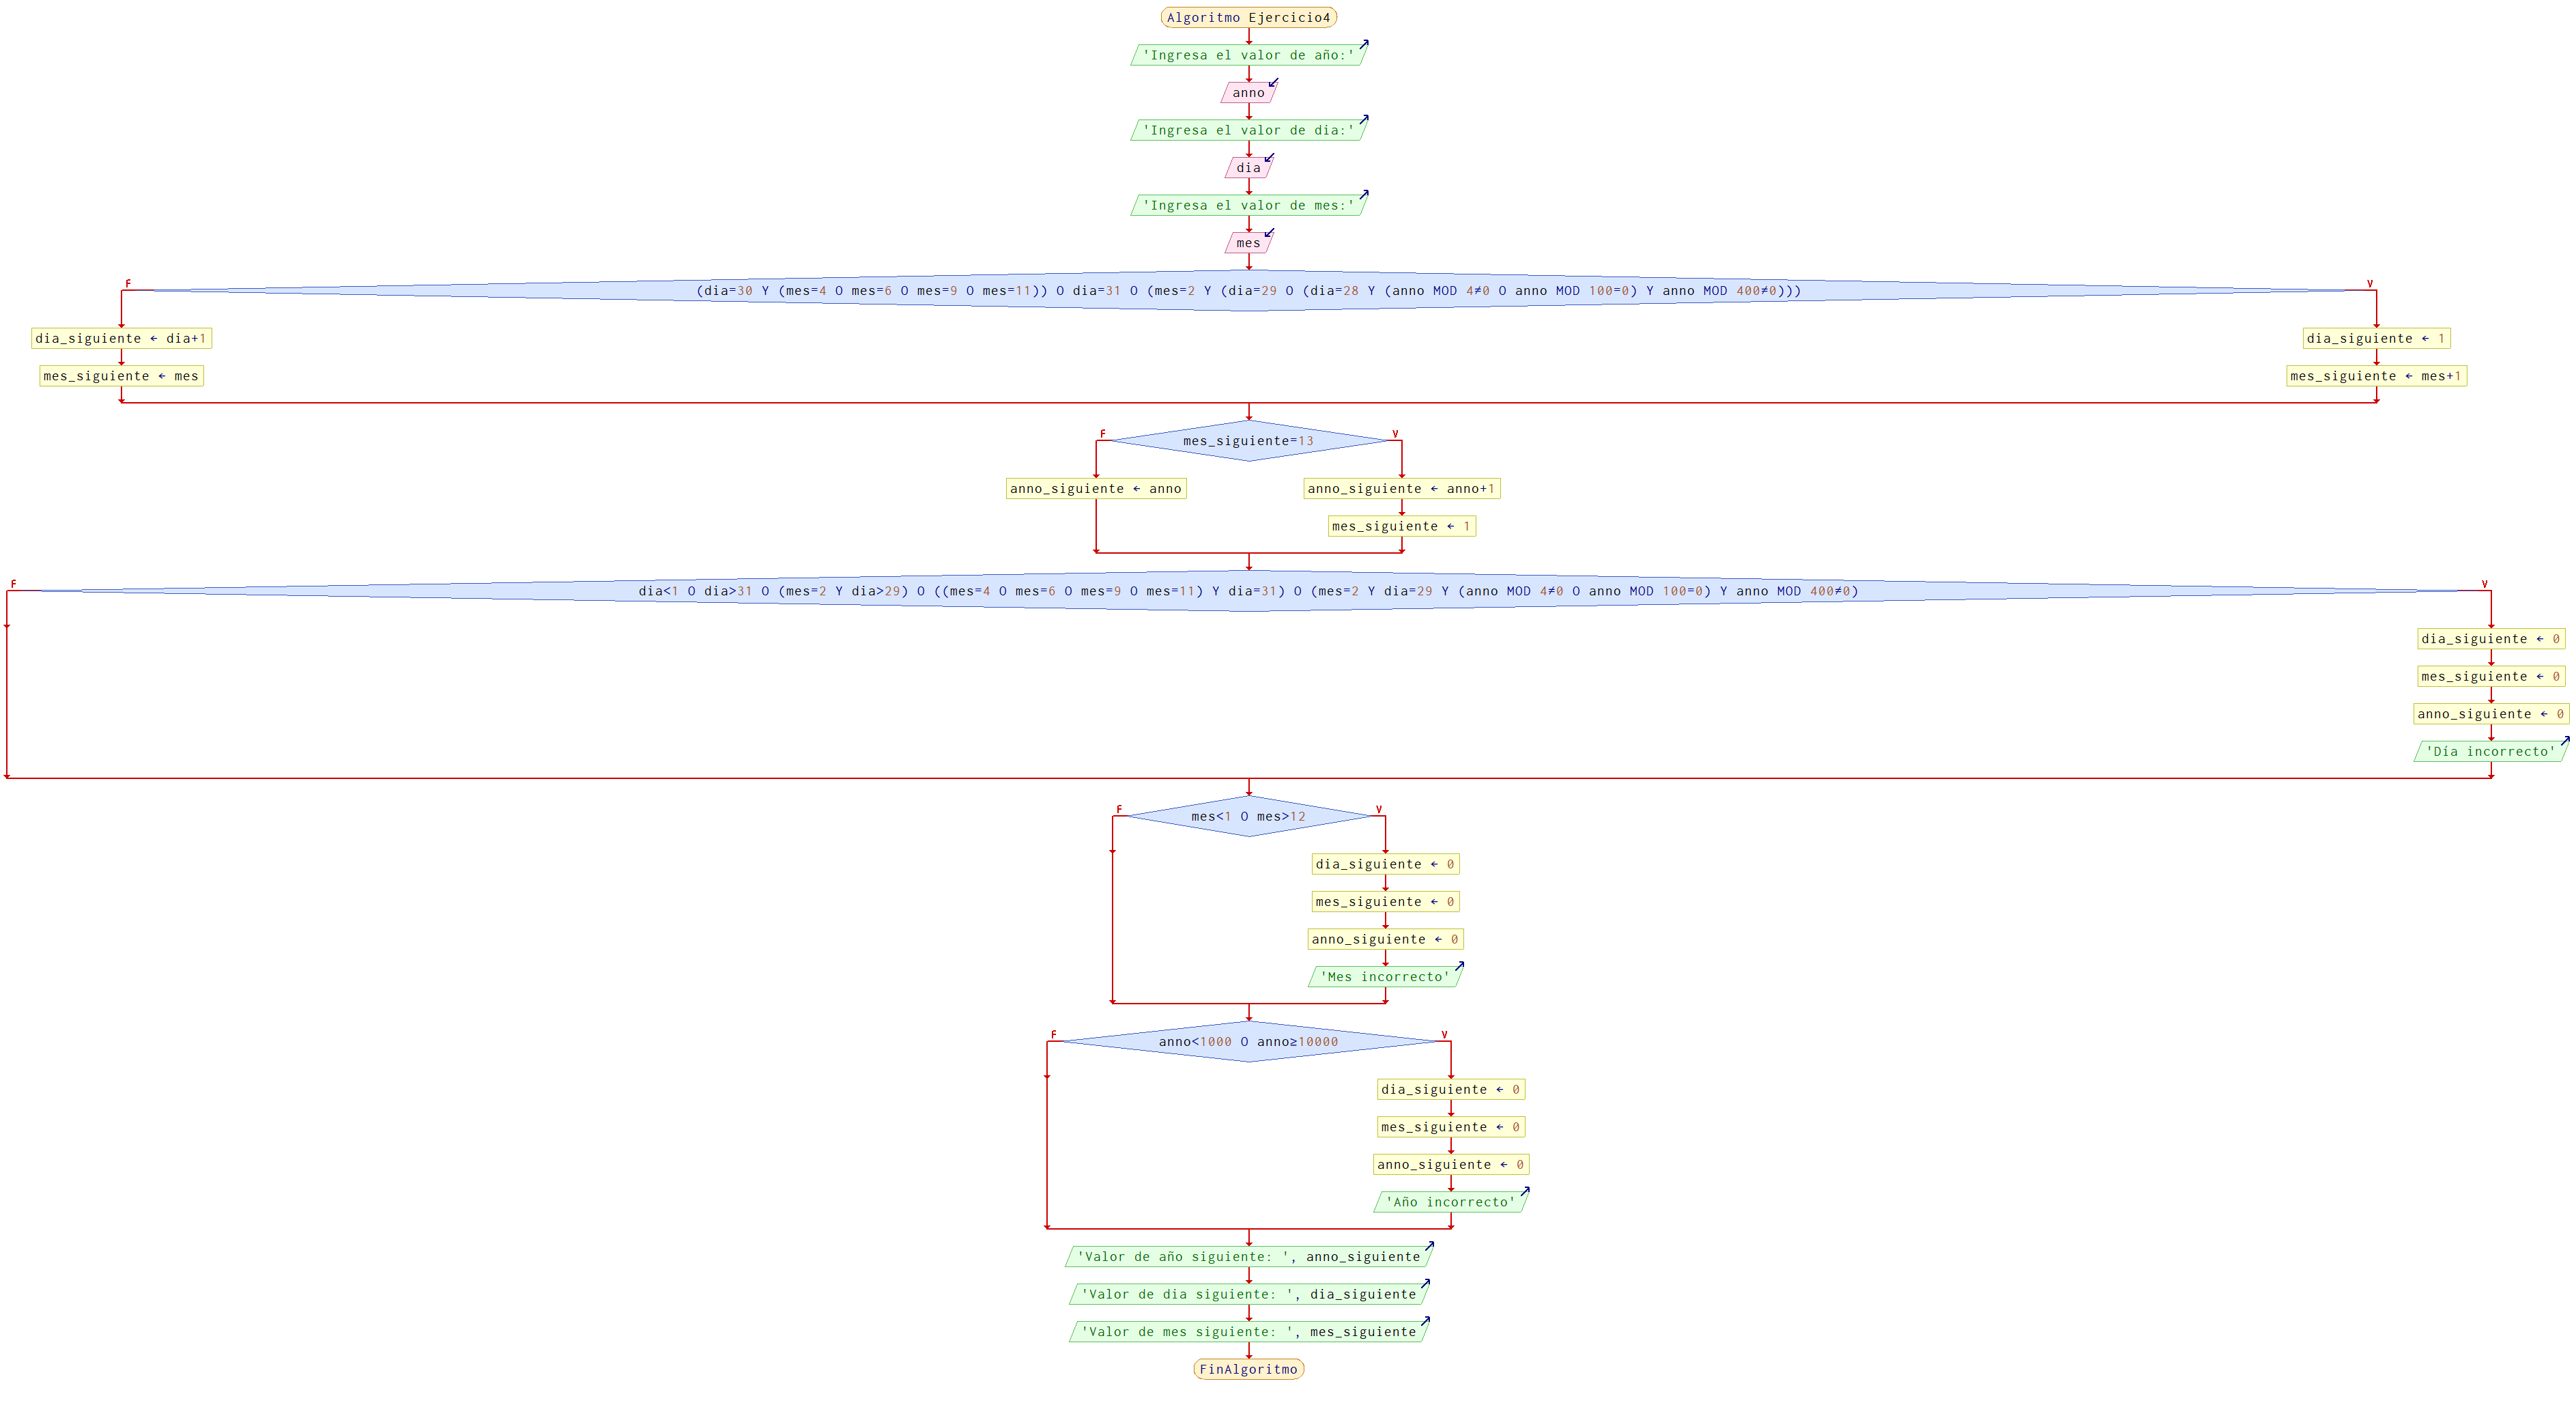 Algoritmo Ejercicio4
'Ingresa el valor de año:'
anno
'Ingresa el valor de dia:'
dia
'Ingresa el valor de mes:'
mes
F
(dia=30 Y (mes=4 O mes=6 O mes=9 O mes=11)) O dia=31 O (mes=2 Y (dia=29 O (dia=28 Y (anno MOD 4≠0 O anno MOD 100=0) Y anno MOD 400≠0)))
V
dia_siguiente ← dia+1
dia_siguiente ← 1
mes_siguiente ← mes
mes_siguiente ← mes+1
F
mes_siguiente=13
V
anno_siguiente ← anno
anno_siguiente ← anno+1
mes_siguiente ← 1
F
dia<1 O dia>31 O (mes=2 Y dia>29) O ((mes=4 O mes=6 O mes=9 O mes=11) Y dia=31) O (mes=2 Y dia=29 Y (anno MOD 4≠0 O anno MOD 100=0) Y anno MOD 400≠0)
V
dia_siguiente ← 0
mes_siguiente ← 0
anno_siguiente ← 0
'Día incorrecto'
F
mes<1 O mes>12
V
dia_siguiente ← 0
mes_siguiente ← 0
anno_siguiente ← 0
'Mes incorrecto'
F
anno<1000 O anno≥10000
V
dia_siguiente ← 0
mes_siguiente ← 0
anno_siguiente ← 0
'Año incorrecto'
'Valor de año siguiente: ', anno_siguiente
'Valor de dia siguiente: ', dia_siguiente
'Valor de mes siguiente: ', mes_siguiente
FinAlgoritmo